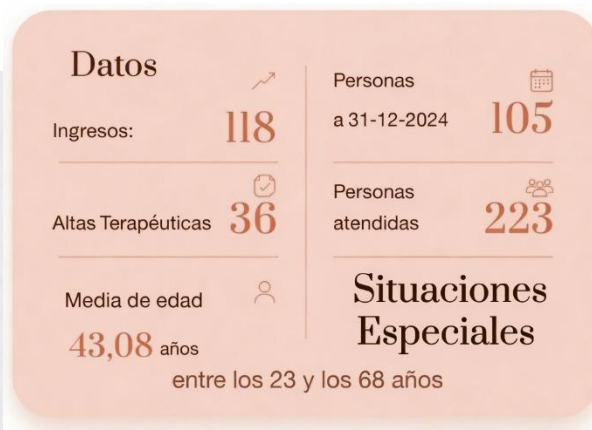 Datos
Ingresos: 118
Altas Terapéuticas 36
Media de edad
43,08 años
Personas
a 31-12-2024 105
Personas
atendidas 223
Situaciones
Especiales
entre los 23 y los 68 años